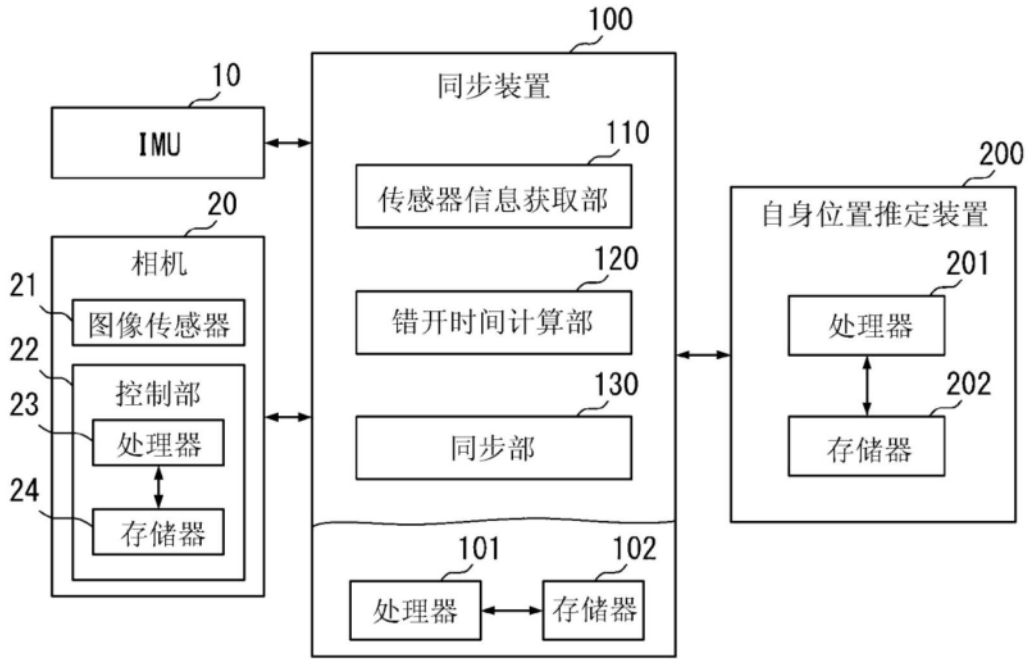 10
IMU
20
相机
21
图像传感器
22
控制部
23
处理器
24
存储器
100
同步装置
110
传感器信息获取部
120
错开时间计算部
130
同步部
101
处理器
102
存储器
200
自身位置推定装置
201
处理器
202
存储器